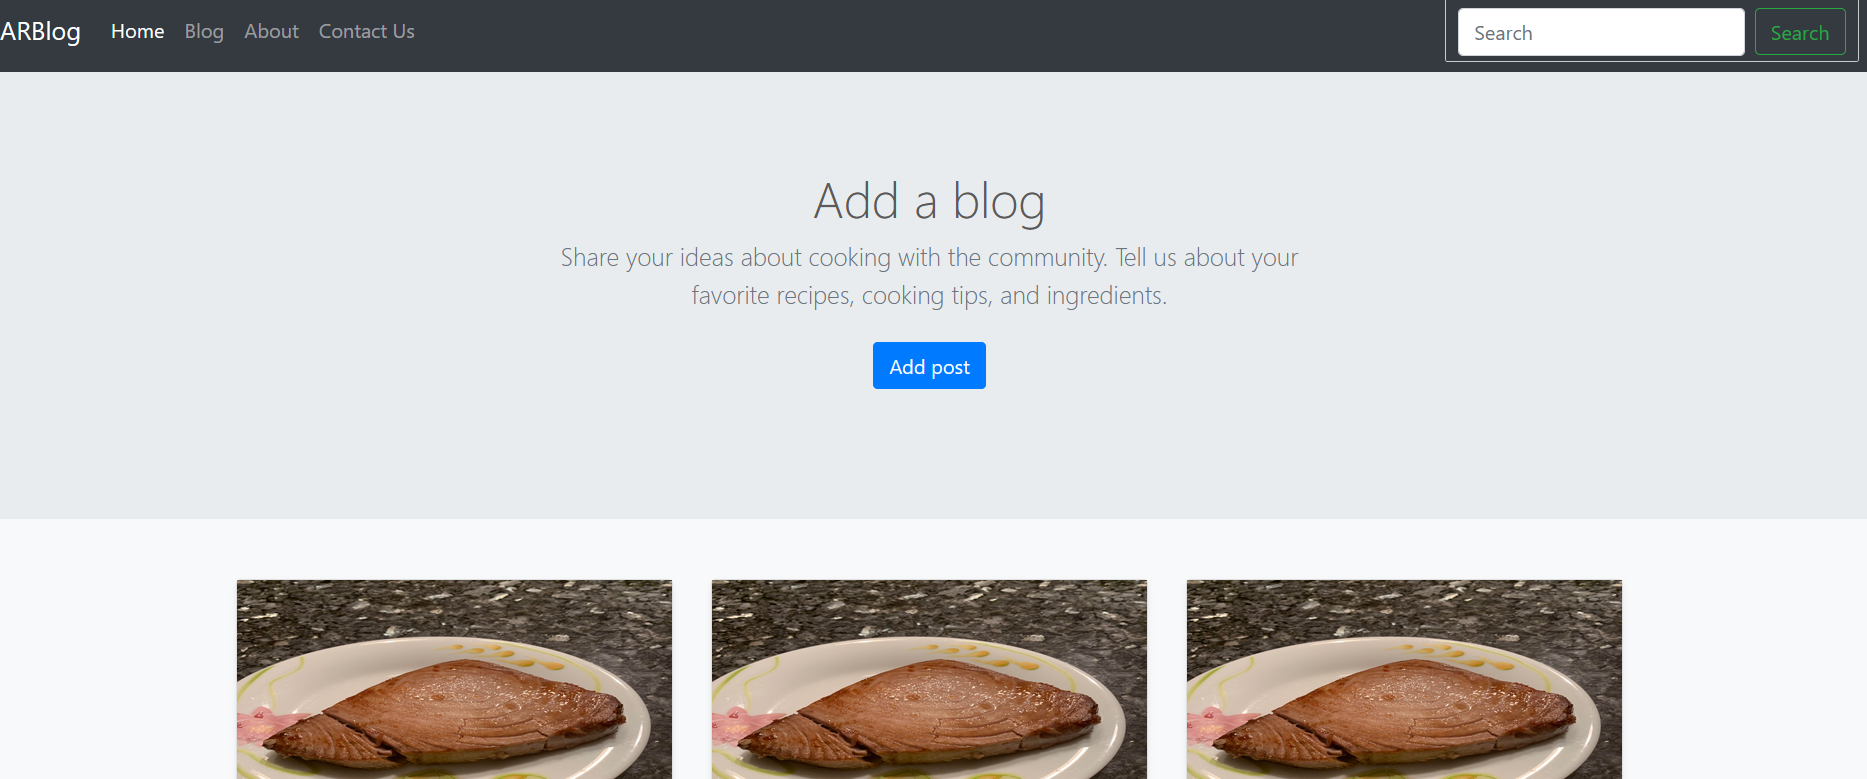 ARBlog Home Blog About Contact Us Search Search
Add a blog
Share your ideas about cooking with the community. Tell us about your
favorite recipes, cooking tips, and ingredients.
Add post